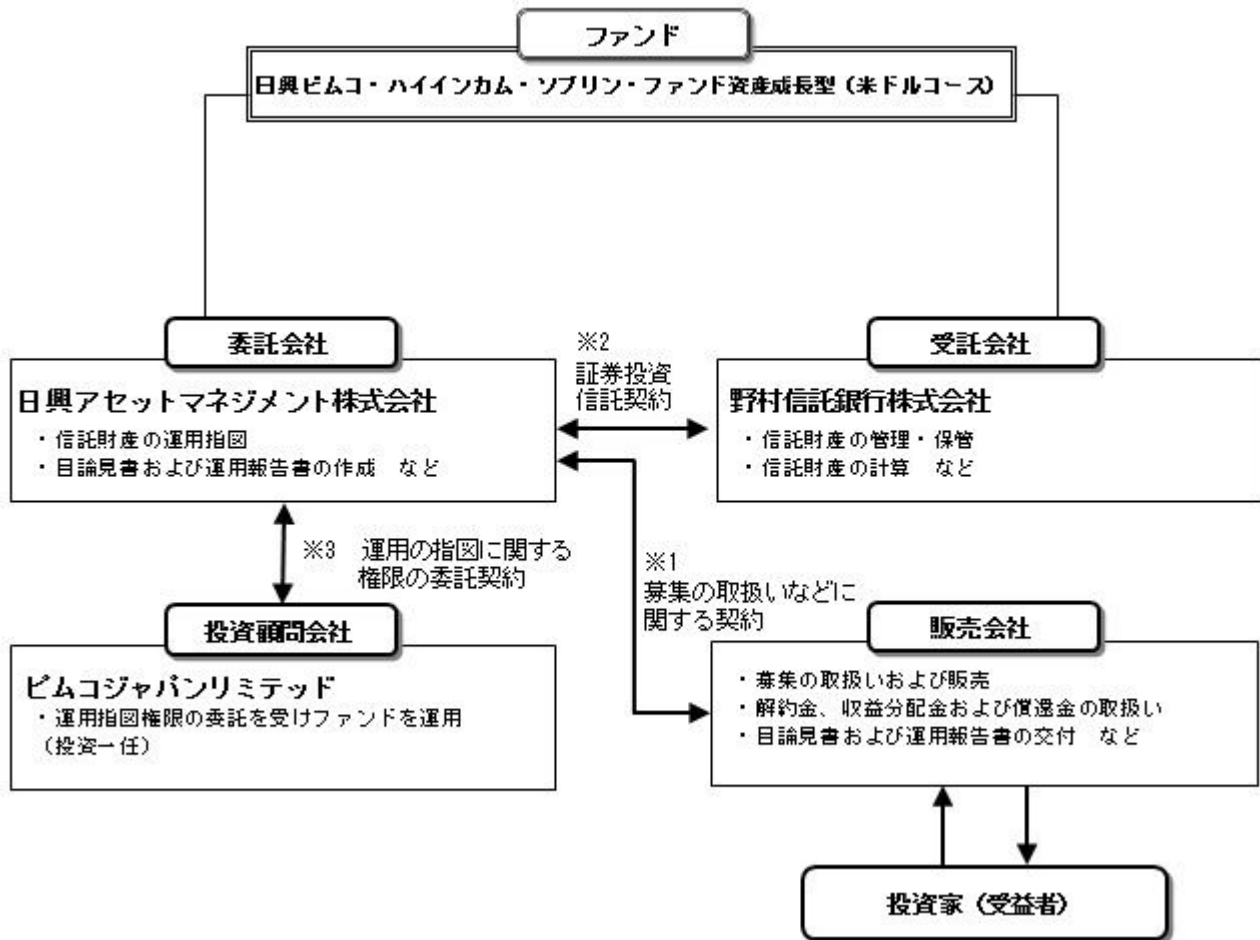 ファンド
日興ピムコ・ハイインカム・ソブリン・ファンド資産成長型（米ドルコース）
委託会社
日興アセットマネジメント株式会社
・信託財産の運用指図
・目論見書および運用報告書の作成　など
※2
証券投資
信託契約
受託会社
野村信託銀行株式会社
・信託財産の管理・保管
・信託財産の計算　など
※3　運用の指図に関する
権限の委託契約
※1
募集の取扱いなどに
関する契約
投資顧問会社
ピムコジャパンリミテッド
・運用指図権限の委託を受けファンドを運用
（投資一任）
販売会社
・募集の取扱いおよび販売
・解約金、収益分配金および償還金の取扱い
・目論見書および運用報告書の交付　など
投資家（受益者）